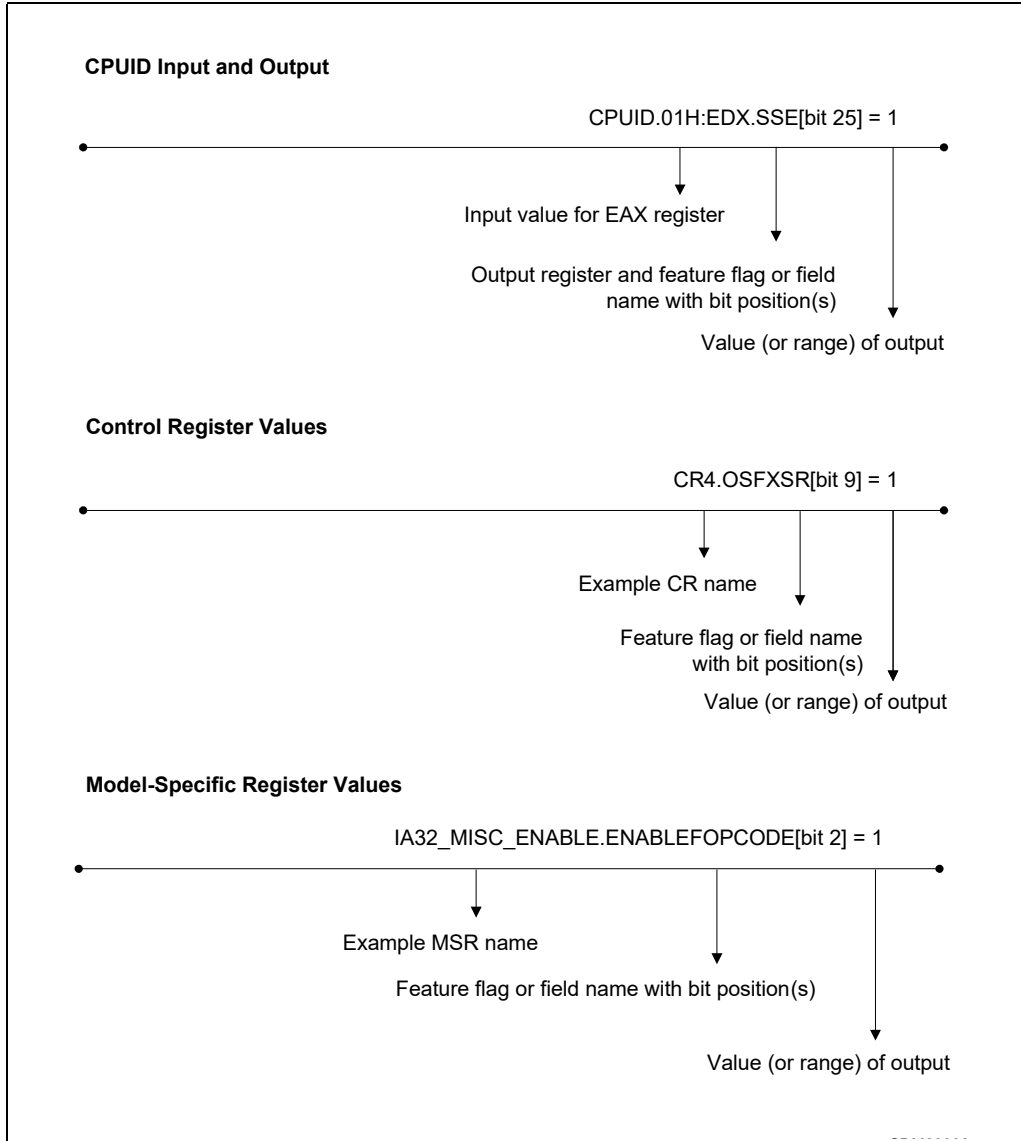 CPUID Input and Output
CPUID.01H:EDX.SSE[bit 25] = 1
Input value for EAX register
Output register and feature flag or field
name with bit position(s)
Value (or range) of output
Control Register Values
CR4.OSFXSR[bit 9] = 1
Example CR name
Feature flag or field name
with bit position(s)
Value (or range) of output
Model-Specific Register Values
IA32_MISC_ENABLE.ENABLEFOPCODE[bit 2] = 1
Example MSR name
Feature flag or field name with bit position(s)
Value (or range) of output